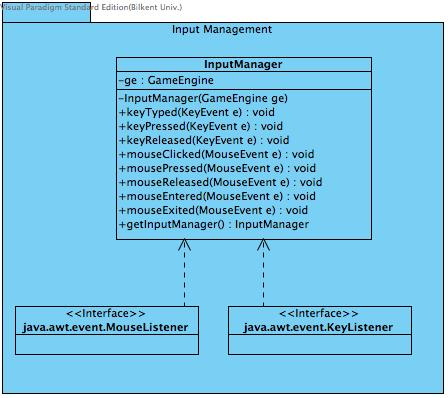 Visual Paradigm Standard Edition(Bilkent Univ.)
Input Management
InputManager
-ge : GameEngine
-InputManager(GameEngine ge)
+keyTyped(KeyEvent e) : void
+keyPressed(KeyEvent e) : void
+keyReleased(KeyEvent e) : void
+mouseClicked(MouseEvent e) : void
+mousePressed(MouseEvent e) : void
+mouseReleased(MouseEvent e) : void
+mouseEntered(MouseEvent e) : void
+mouseExited(MouseEvent e) : void
+getInputManager() : InputManager
<<Interface>>
java.awt.event.MouseListener
<<Interface>>
java.awt.event.KeyListener